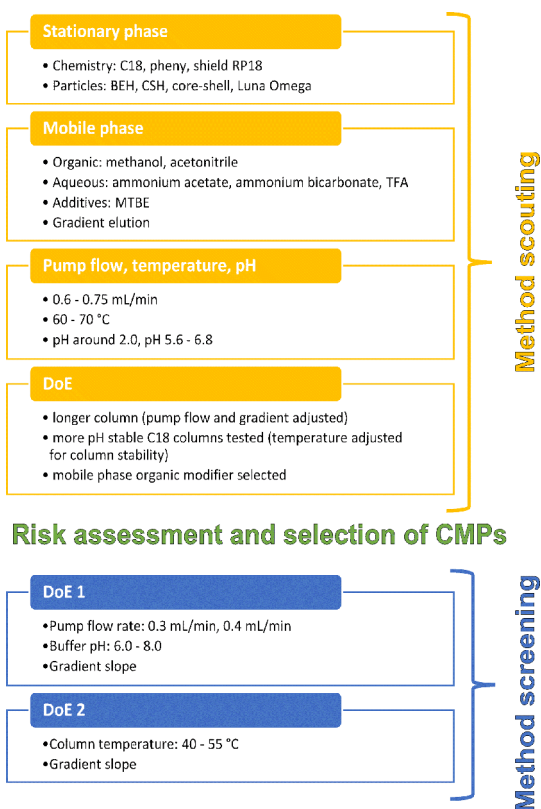 Stationary phase
• Chemistry: C18, pheny, shield RP18
• Particles: BEH, CSH, core-shell, Luna Omega
Mobile phase
• Organic: methanol, acetonitrile
• Aqueous: ammonium acetate, ammonium bicarbonate, TFA
• Additives: MTBE
• Gradient elution
Pump flow, temperature, pH
• 0.6 - 0.75 mL/min
• 60 - 70 °C
• pH around 2.0, pH 5.6 - 6.8
DoE
• longer column (pump flow and gradient adjusted)
• more pH stable C18 columns tested (temperature adjusted
for column stability)
• mobile phase organic modifier selected
Method scouting
Risk assessment and selection of CMPs
DoE 1
•Pump flow rate: 0.3 mL/min, 0.4 mL/min
•Buffer pH: 6.0 - 8.0
•Gradient slope
DoE 2
•Column temperature: 40 - 55 °C
•Gradient slope
Method screening